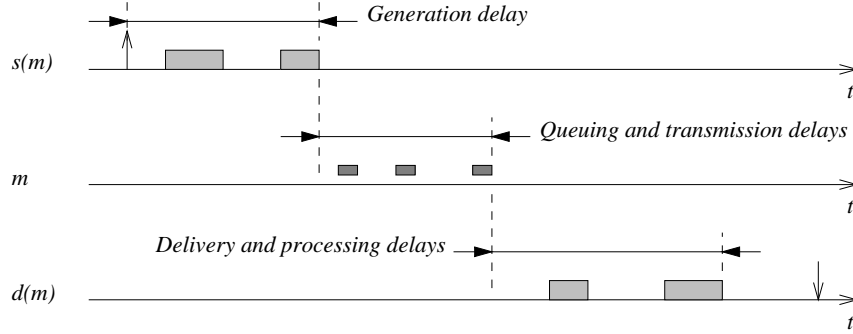 Generation delay
s(m)
t
Queuing and transmission delays
m
t
Delivery and processing delays
d(m)
t